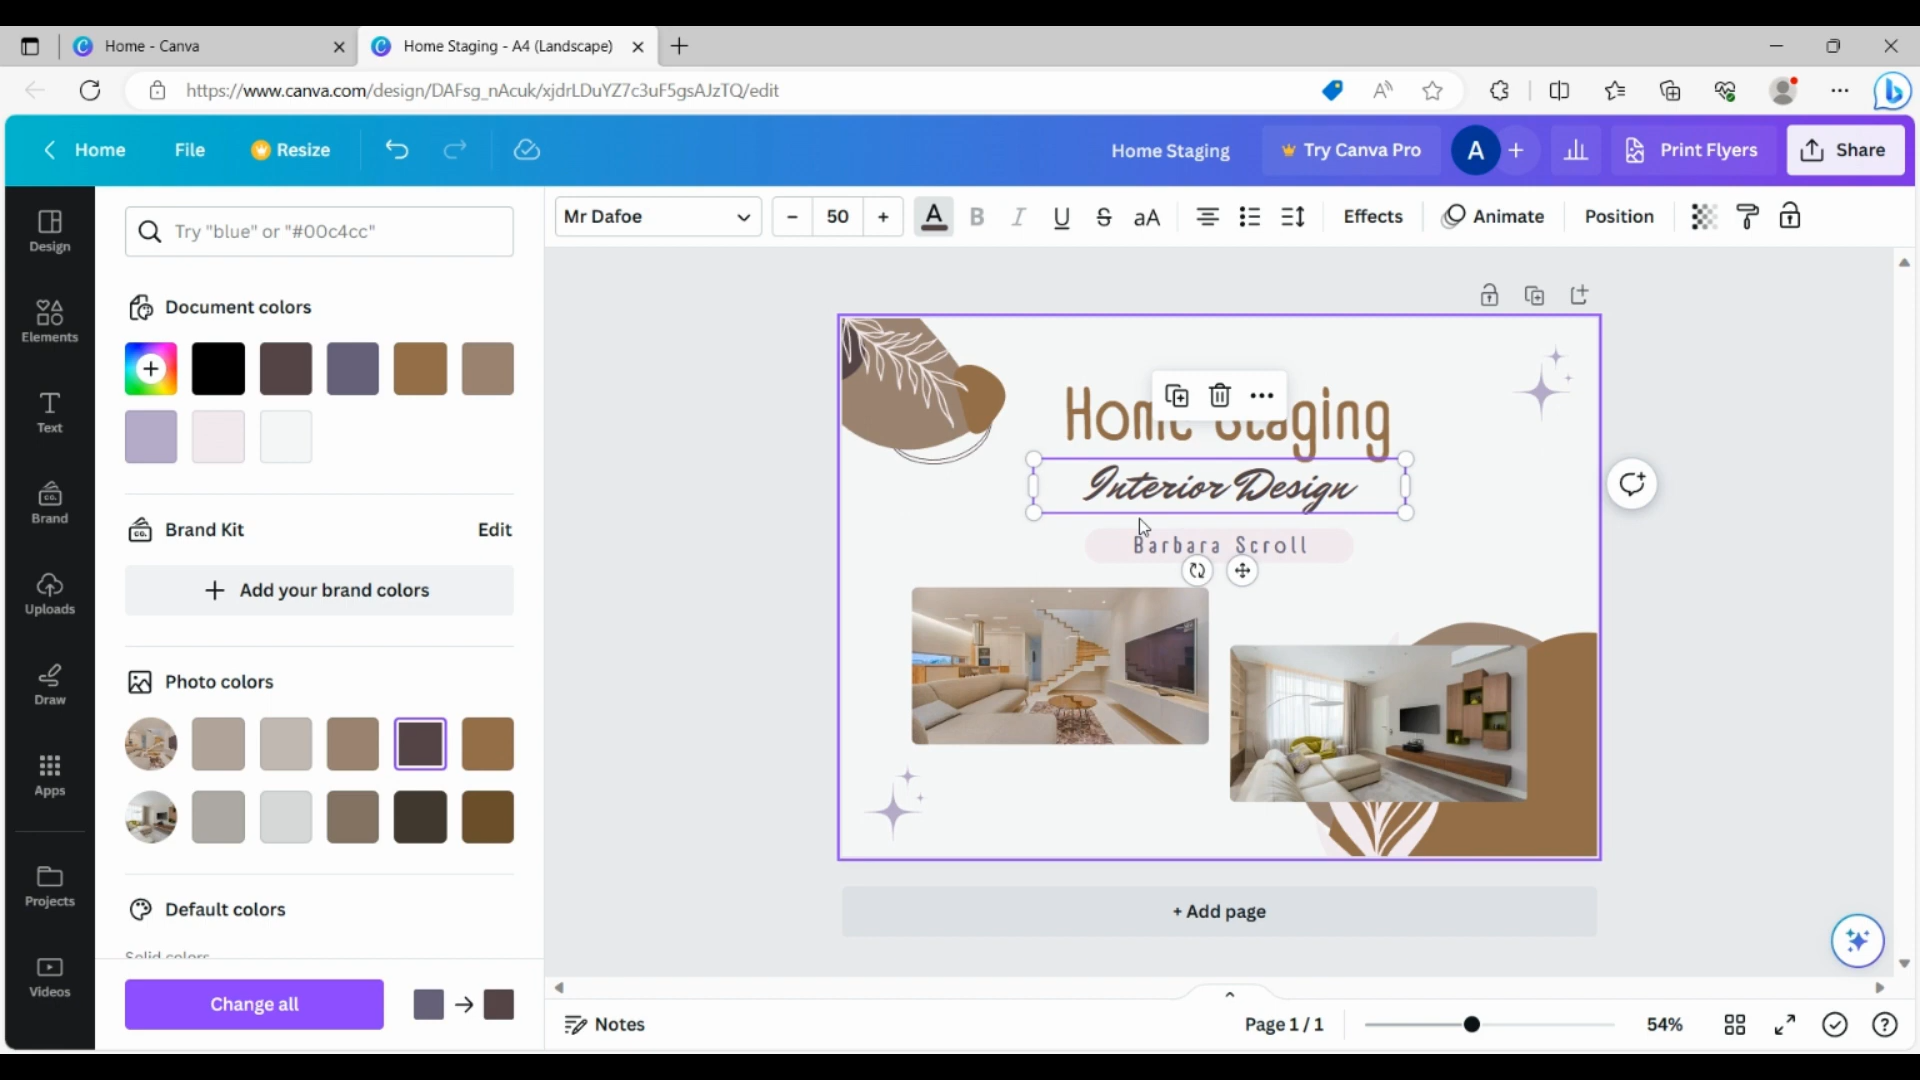 Home - Canva
Home Staging - A4 (Landscape)
https://www.canva.com/design/DAFsg_nAcuk/xjdrLDuYZ7c3uF5gsAJzTQ/edit
Home File Resize
Home Staging Try Canva Pro A Print Flyers Share
Design
Elements
Text
Brand
Uploads
Draw
Apps
Projects
Videos
Try "blue" or "#00c4cc"
Document colors
Brand Kit Edit
+ Add your brand colors
Photo colors
Default colors
Solid colors
Change all
Mr Dafoe - 50 + A B I U S aA Effects Animate Position
Home Staging
Interior Design
Barbara Scroll
+ Add page
Notes
Page 1 / 1 54%